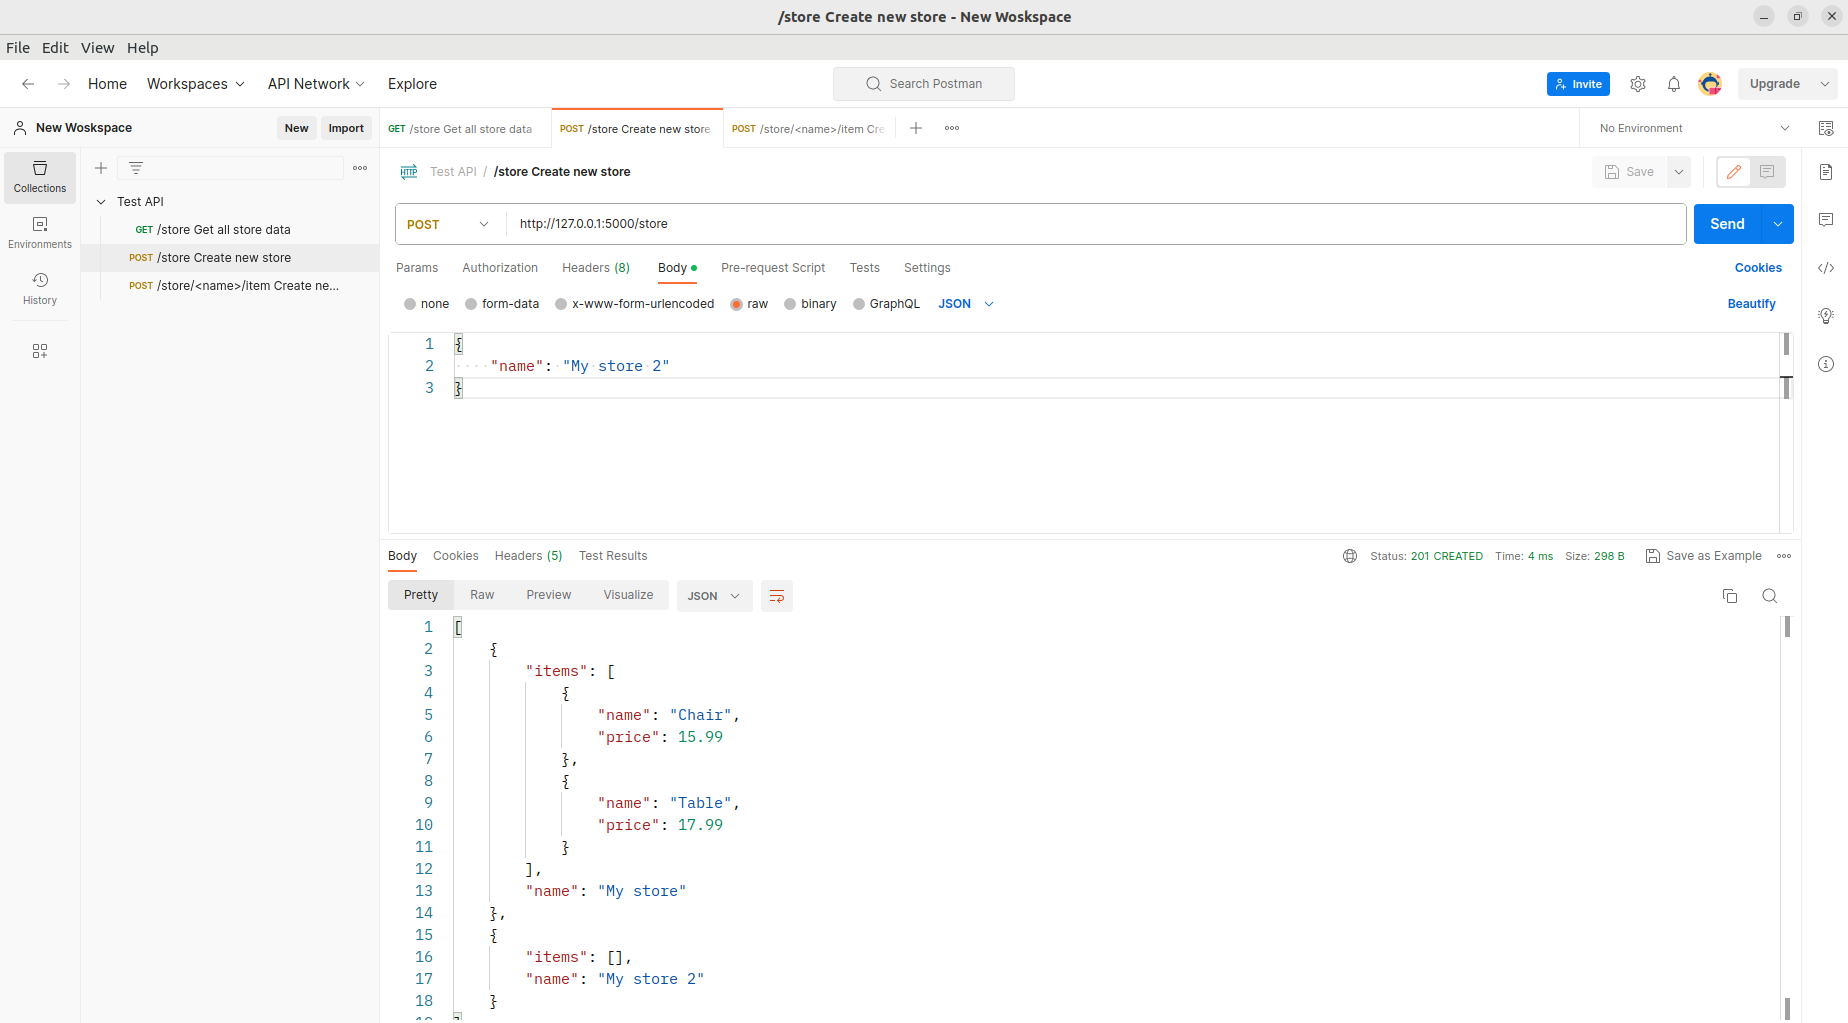 /store Create new store - New Woskspace
File Edit View Help
Home Workspaces API Network Explore Search Postman Invite Upgrade
New Woskspace New Import GET /store Get all store data POST /store Create new store POST /store/<name>/item Cre No Environment
Collections
Environments
History
Test API
GET /store Get all store data
POST /store Create new store
POST /store/<name>/item Create ne...
HTTP Test API / /store Create new store Save
POST http://127.0.0.1:5000/store Send
Params Authorization Headers (8) Body Pre-request Script Tests Settings Cookies
none form-data x-www-form-urlencoded raw binary GraphQL JSON Beautify
1 {
2 "name": "My store 2"
3 }
Body Cookies Headers (5) Test Results Status: 201 CREATED Time: 4 ms Size: 298 B Save as Example
Pretty Raw Preview Visualize JSON
1 [
2 {
3 "items": [
4 {
5 "name": "Chair",
6 "price": 15.99
7 },
8 {
9 "name": "Table",
10 "price": 17.99
11 }
12 ],
13 "name": "My store"
14 },
15 {
16 "items": [],
17 "name": "My store 2"
18 }